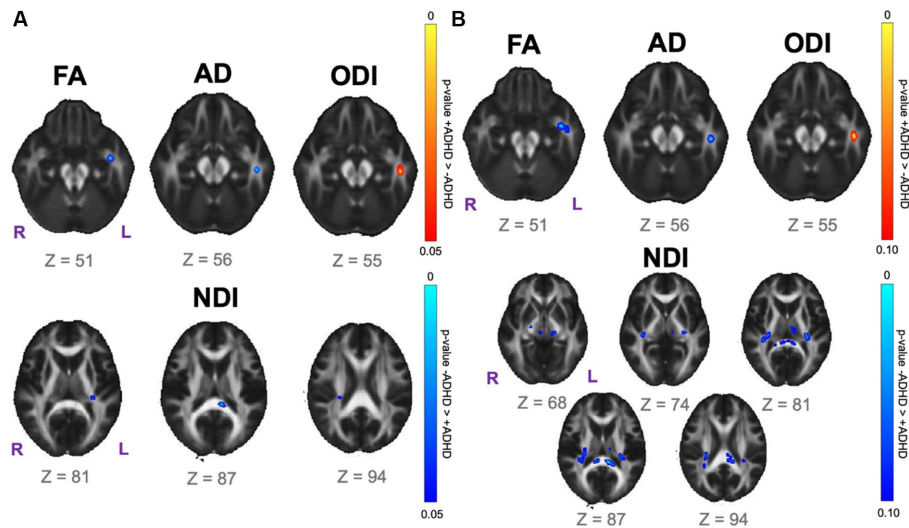 A
FA
AD
ODI
R
L
Z = 51
Z = 56
Z = 55
0
p-value +ADHD > -ADHD
0.05
NDI
R
L
Z = 81
Z = 87
Z = 94
0
p-value -ADHD > +ADHD
0.05
B
FA
AD
ODI
R
L
Z = 51
Z = 56
Z = 55
0
p-value +ADHD > -ADHD
0.10
NDI
R
L
Z = 68
Z = 74
Z = 81
Z = 87
Z = 94
0
p-value -ADHD > +ADHD
0.10